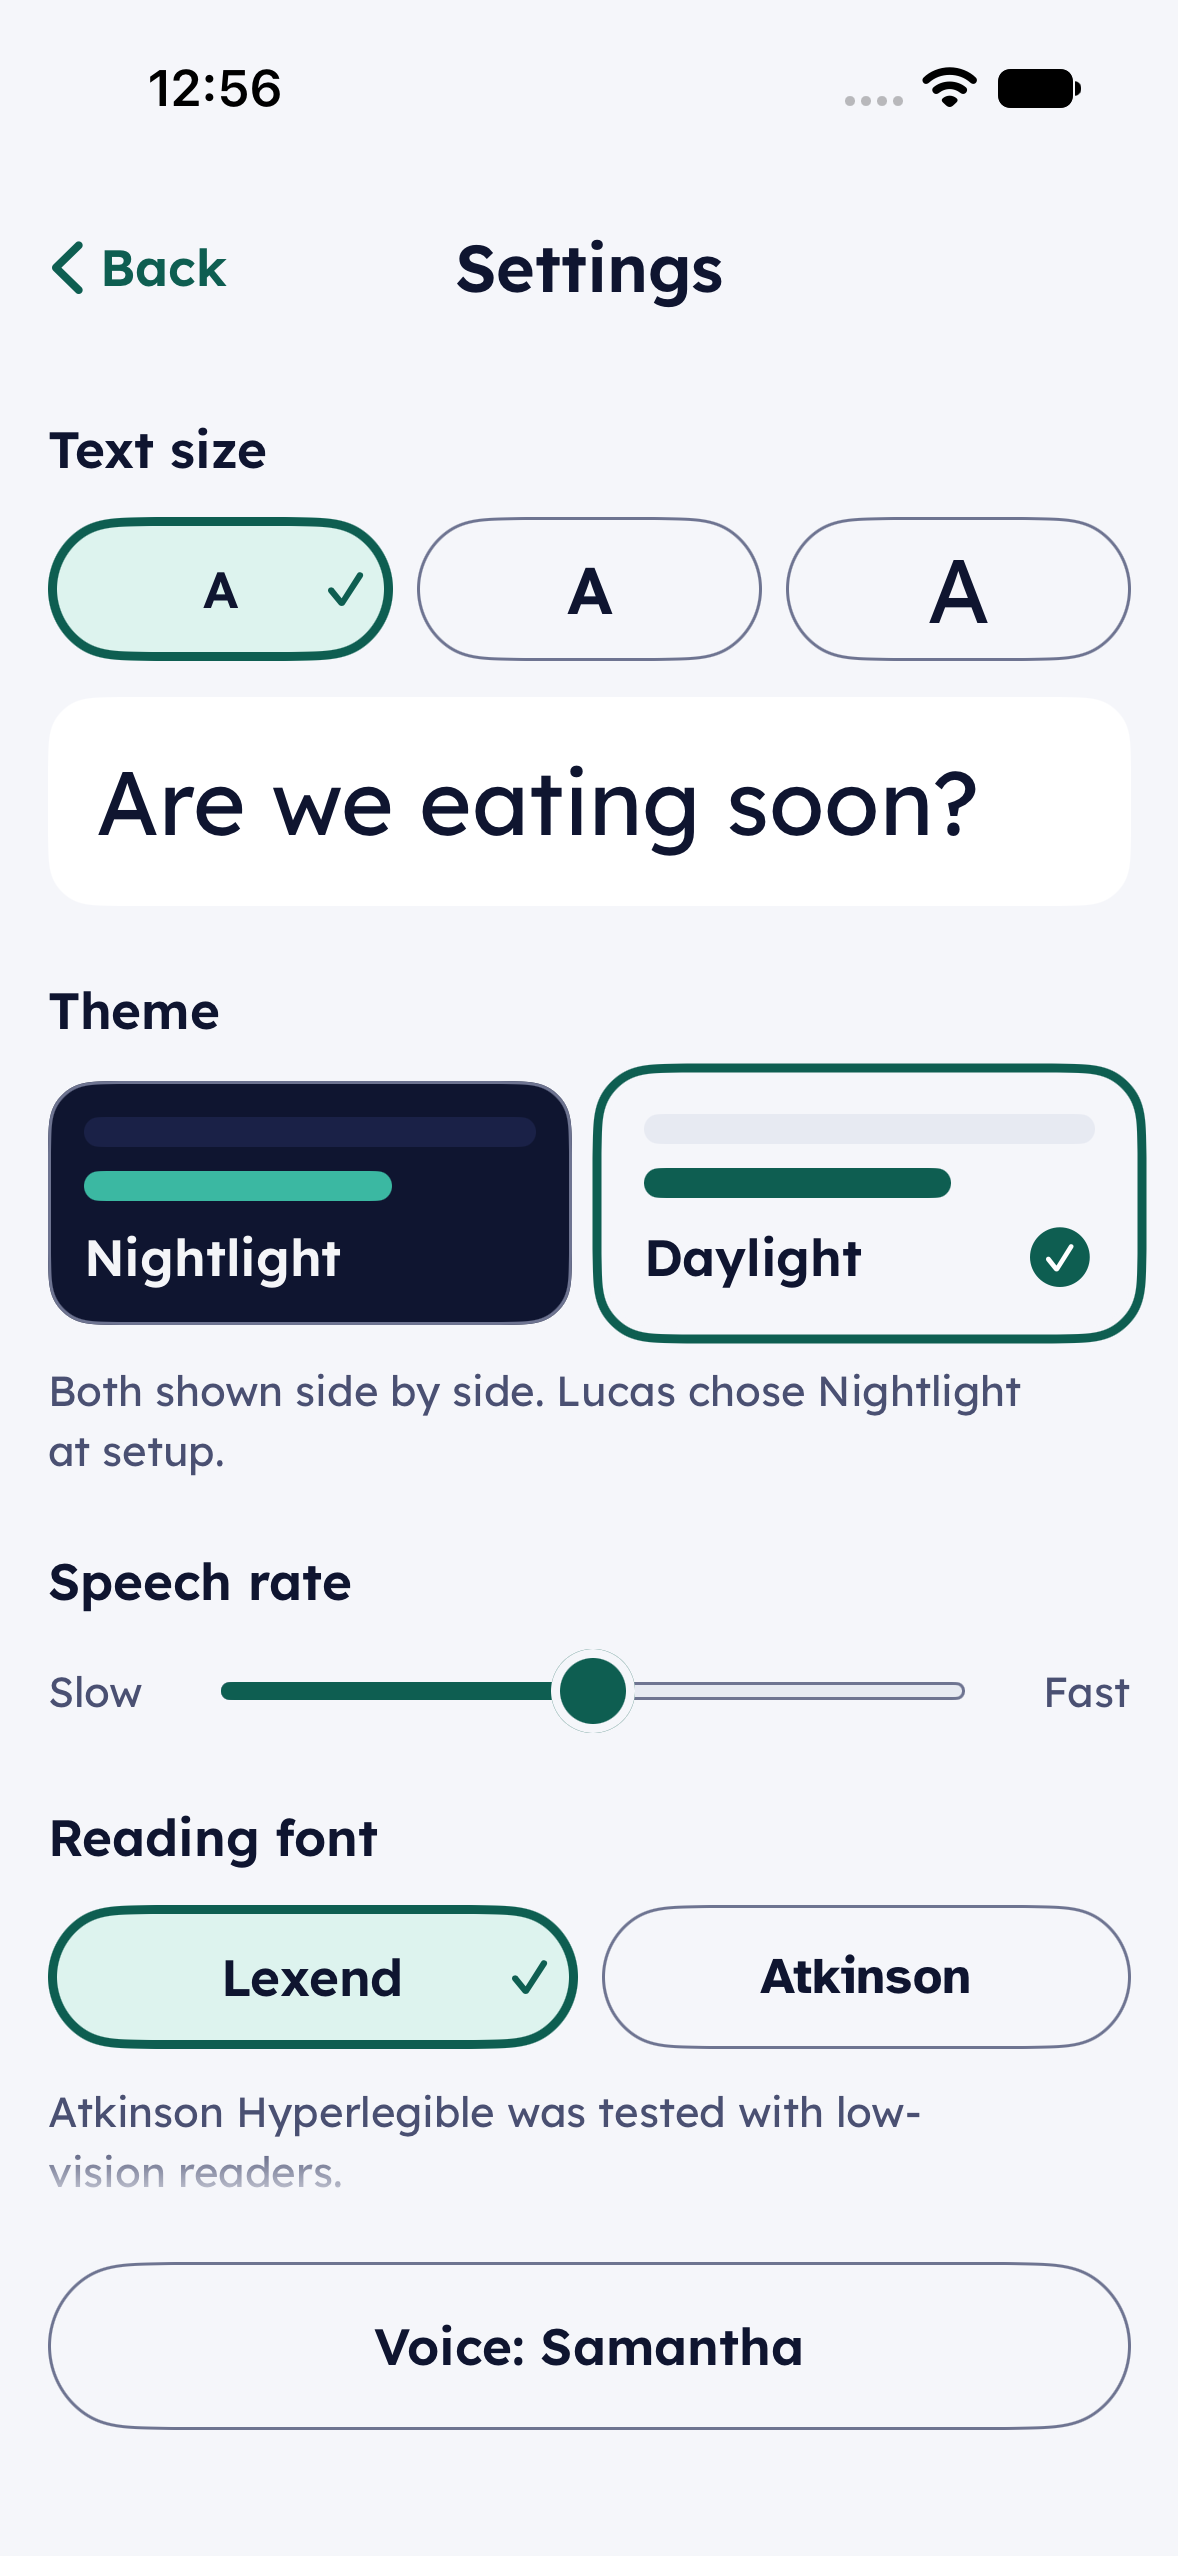 12:56
Back
Settings
Text size
A
A
A
Are we eating soon?
Theme
Nightlight
Daylight
Both shown side by side. Lucas chose Nightlight
at setup.
Speech rate
Slow
Fast
Reading font
Lexend
Atkinson
Atkinson Hyperlegible was tested with low-
vision readers.
Voice: Samantha